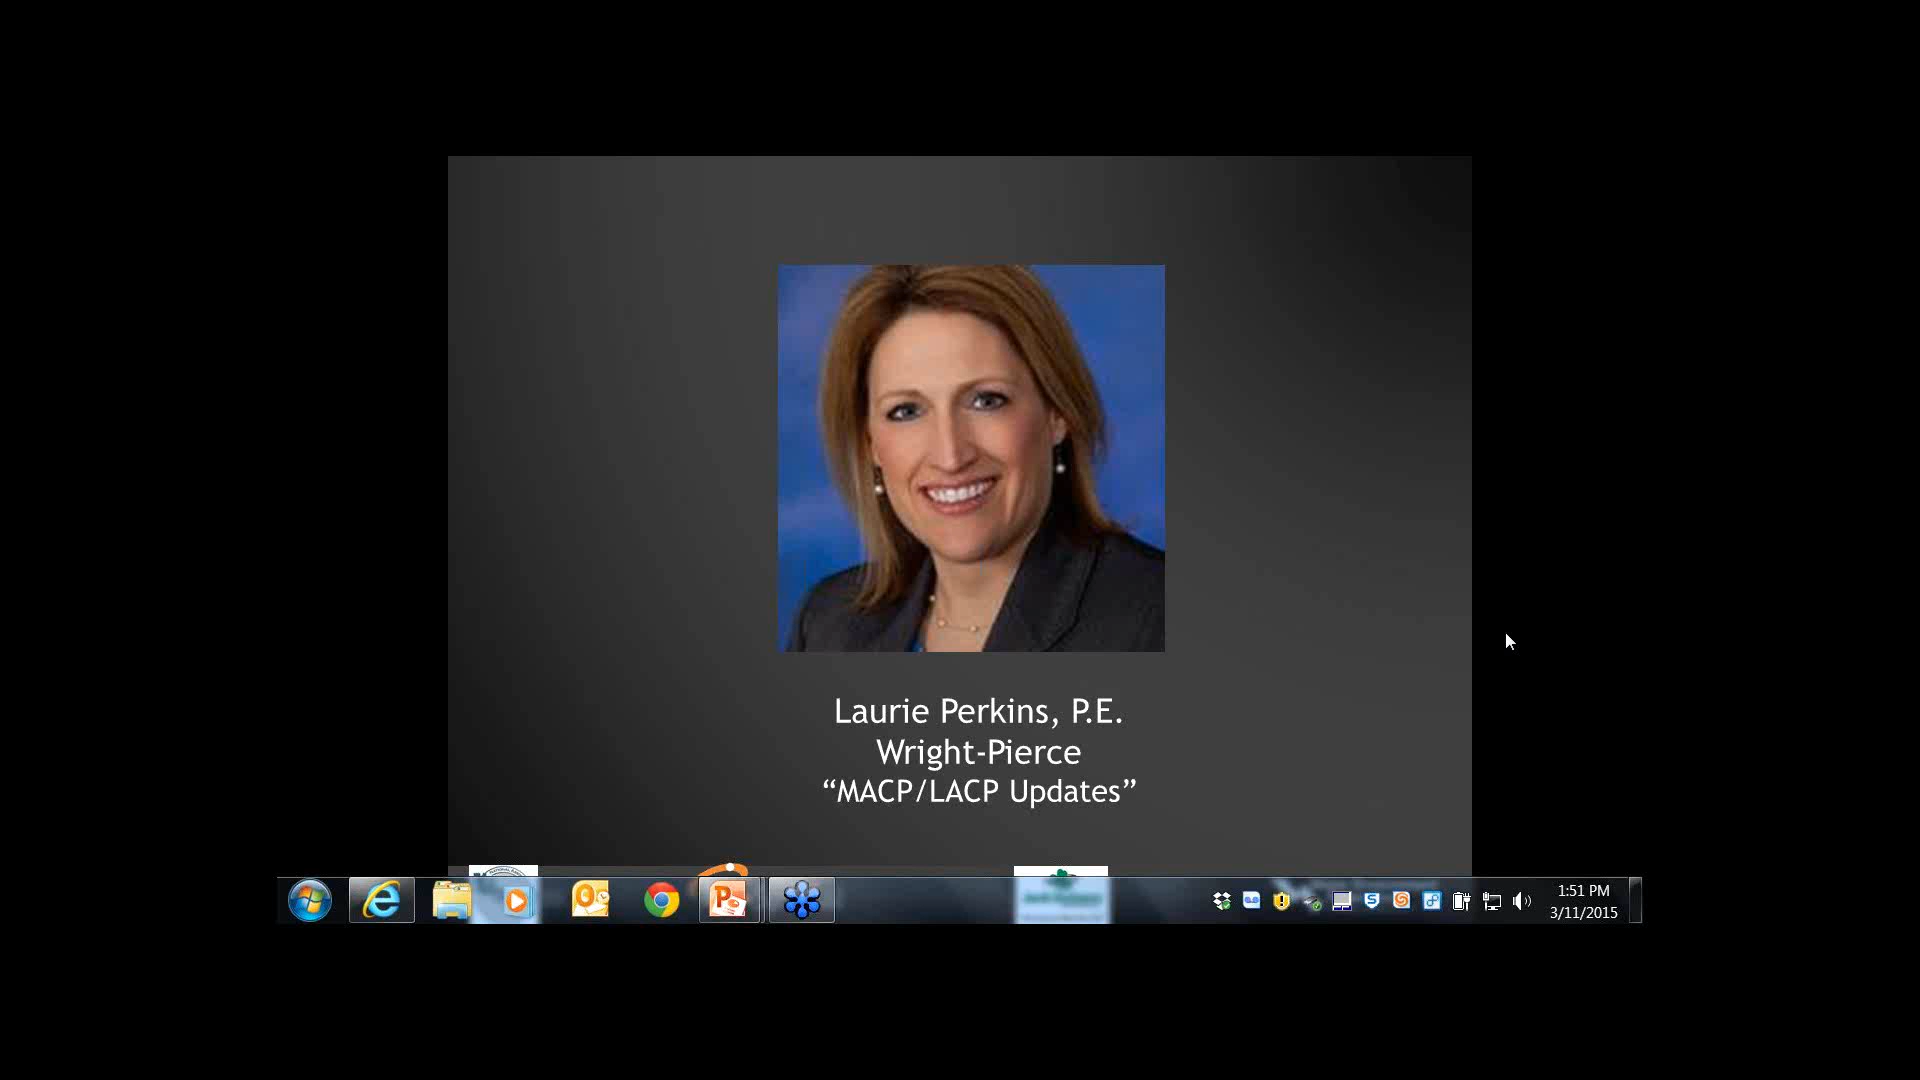 Laurie Perkins, P.E.
Wright-Pierce
“MACP/LACP Updates”
1:51 PM
3/11/2015